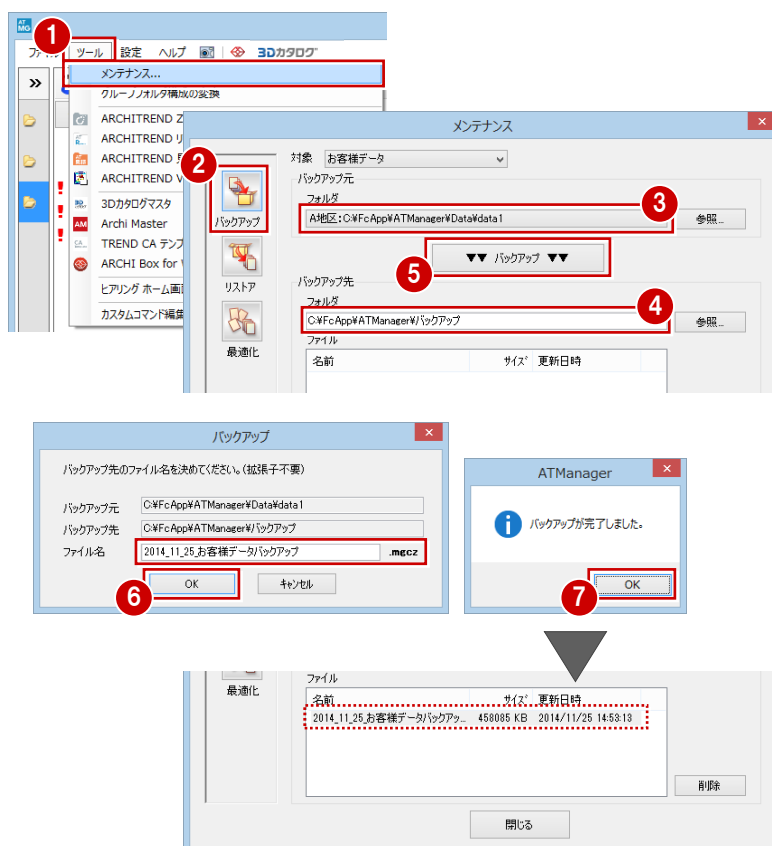 AT
MG
1
ツール 設定 ヘルプ 3Dカタログ
メンテナンス...
グループフォルダ構成の変換
ARCHITREND Z
ARCHITREND リ
ARCHITREND
ARCHITREND V
3Dカタログマスタ
AM Archi Master
CA... TREND CA テンプ
ARCHI Box for
ヒアリング ホーム画
カスタムコマンド編集
メンテナンス
2
対象 お客様データ
バックアップ
バックアップ元
フォルダ
3
A地区:C:¥FcApp¥ATManager¥Data¥data1
参照...
5
▼▼ バックアップ ▼▼
リストア
バックアップ先
フォルダ
4
C:¥FcApp¥ATManager¥バックアップ
参照...
最適化
ファイル
名前 サイズ 更新日時
バックアップ
バックアップ先のファイル名を決めてください。(拡張子不要)
バックアップ元 C:¥FcApp¥ATManager¥Data¥data1
バックアップ先 C:¥FcApp¥ATManager¥バックアップ
ファイル名 2014_11_25_お客様データバックアップ .mgcz
6
OK キャンセル
ATManager
バックアップが完了しました。
7
OK
最適化
ファイル
名前 サイズ 更新日時
2014_11_25_お客様データバックアッ... 458085 KB 2014/11/25 14:53:13
削除
閉じる